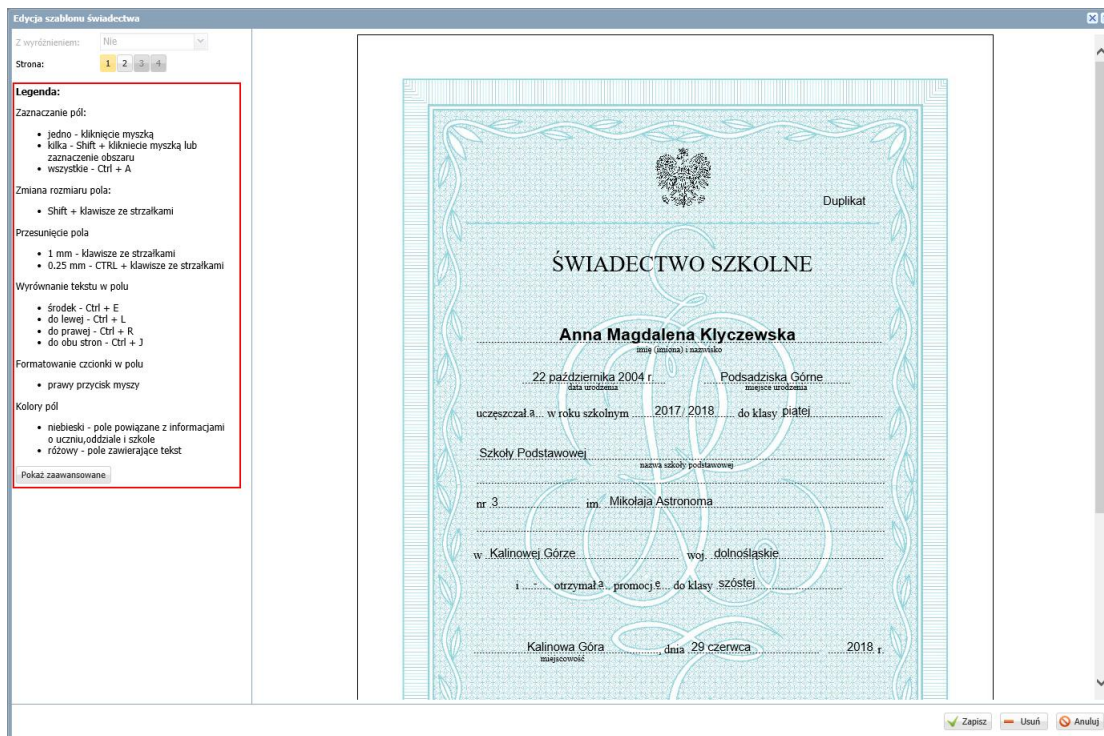 Edycja szablonu świadectwa
Z wyróżnieniem: Nie
Strona: 1 2 3 4
Legenda:
Zaznaczanie pól:
jedno - kliknięcie myszką
kilka - Shift + klikniecie myszką lub
zaznaczenie obszaru
wszystkie - Ctrl + A
Zmiana rozmiaru pola:
Shift + klawisze ze strzałkami
Przesunięcie pola
1 mm - klawisze ze strzałkami
0.25 mm - CTRL + klawisze ze strzałkami
Wyrównanie tekstu w polu
środek - Ctrl + E
do lewej - Ctrl + L
do prawej - Ctrl + R
do obu stron - Ctrl + J
Formatowanie czcionki w polu
prawy przycisk myszy
Kolory pól
niebieski - pole powiązane z informacjami
o uczniu,oddziale i szkole
różowy - pole zawierające tekst
Pokaż zaawansowane
Duplikat
ŚWIADECTWO SZKOLNE
Anna Magdalena Klyczewska
imię (imiona) i nazwisko
22 października 2004 r. Podsadziska Górne
data urodzenia miejsce urodzenia
uczęszczał a w roku szkolnym 2017/ 2018 do klasy piątej
Szkoły Podstawowej
nazwa szkoły podstawowej
nr 3 im. Mikołaja Astronoma
w Kalinowej Górze woj. dolnośląskie
i - otrzymał a promocj ę do klasy szóstej
Kalinowa Góra , dnia 29 czerwca 2018 r.
miejscowość
Zapisz Usuń Anuluj